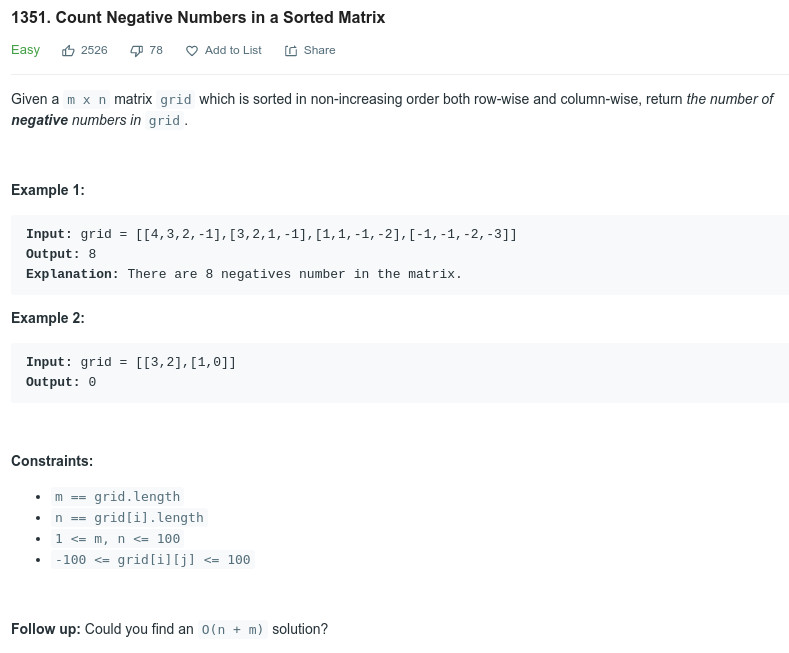 1351. Count Negative Numbers in a Sorted Matrix
Easy 2526 78 Add to List Share
Given a m x n matrix grid which is sorted in non-increasing order both row-wise and column-wise, return the number of
negative numbers in grid .
Example 1:
Input: grid = [[4,3,2,-1],[3,2,1,-1],[1,1,-1,-2],[-1,-1,-2,-3]]
Output: 8
Explanation: There are 8 negatives number in the matrix.
Example 2:
Input: grid = [[3,2],[1,0]]
Output: 0
Constraints:
• m == grid.length
• n == grid[i].length
• 1 <= m, n <= 100
• -100 <= grid[i][j] <= 100
Follow up: Could you find an O(n + m) solution?